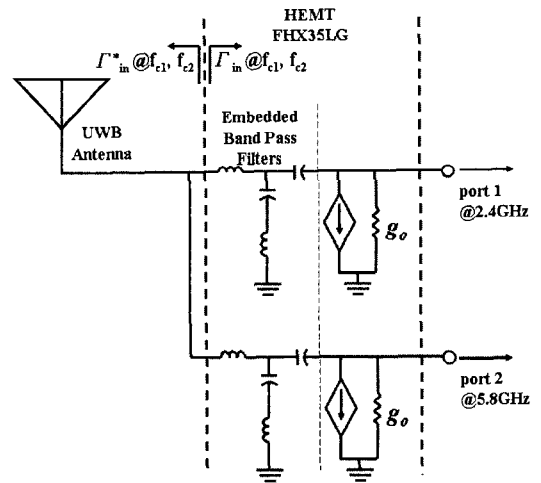 HEMT
FHX35LG
Γ*in @fc1, fc2
Γin @fc1, fc2
UWB
Antenna
Embedded
Band Pass
Filters
port 1
@2.4GHz
go
port 2
@5.8GHz
go